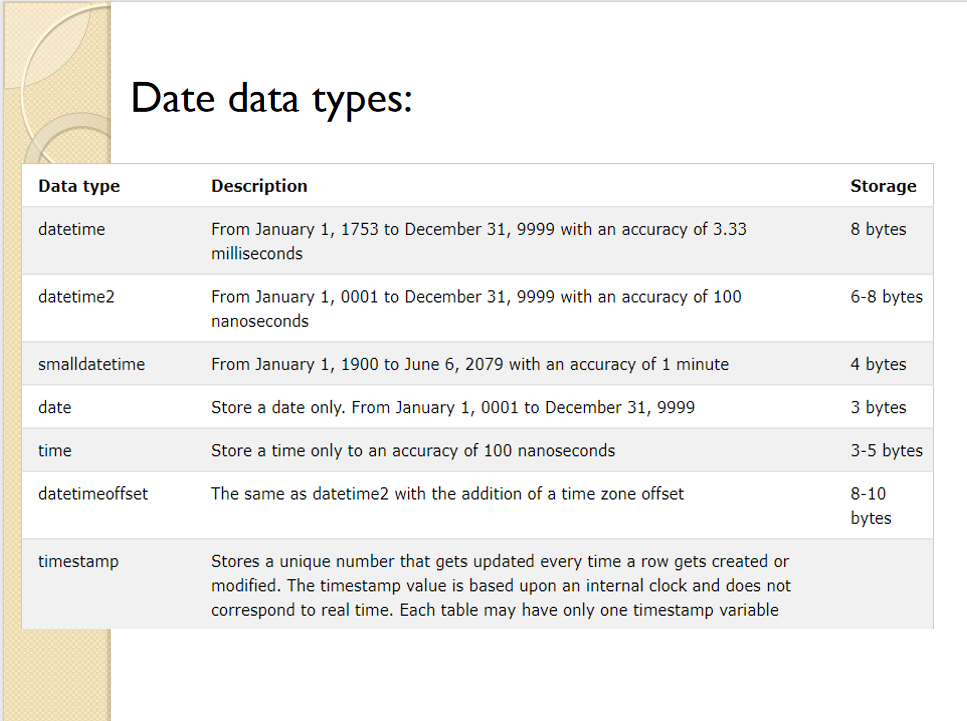 Date data types:
Data type Description Storage
datetime From January 1, 1753 to December 31, 9999 with an accuracy of 3.33 8 bytes
milliseconds
datetime2 From January 1, 0001 to December 31, 9999 with an accuracy of 100 6-8 bytes
nanoseconds
smalldatetime From January 1, 1900 to June 6, 2079 with an accuracy of 1 minute 4 bytes
date Store a date only. From January 1, 0001 to December 31, 9999 3 bytes
time Store a time only to an accuracy of 100 nanoseconds 3-5 bytes
datetimeoffset The same as datetime2 with the addition of a time zone offset 8-10
bytes
timestamp Stores a unique number that gets updated every time a row gets created or
modified. The timestamp value is based upon an internal clock and does not
correspond to real time. Each table may have only one timestamp variable